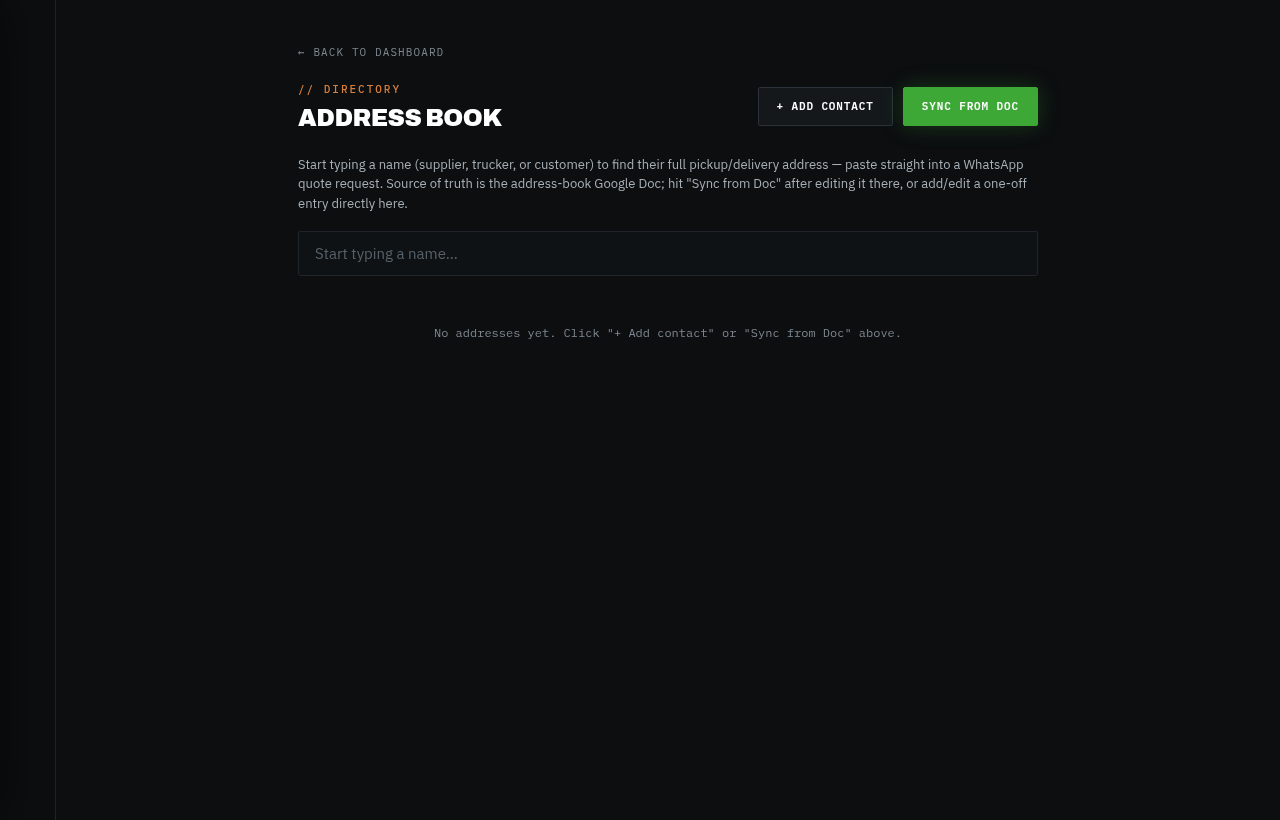 ← BACK TO DASHBOARD
// DIRECTORY
ADDRESS BOOK
+ ADD CONTACT
SYNC FROM DOC
Start typing a name (supplier, trucker, or customer) to find their full pickup/delivery address — paste straight into a WhatsApp
quote request. Source of truth is the address-book Google Doc; hit "Sync from Doc" after editing it there, or add/edit a one-off
entry directly here.
Start typing a name...
No addresses yet. Click "+ Add contact" or "Sync from Doc" above.